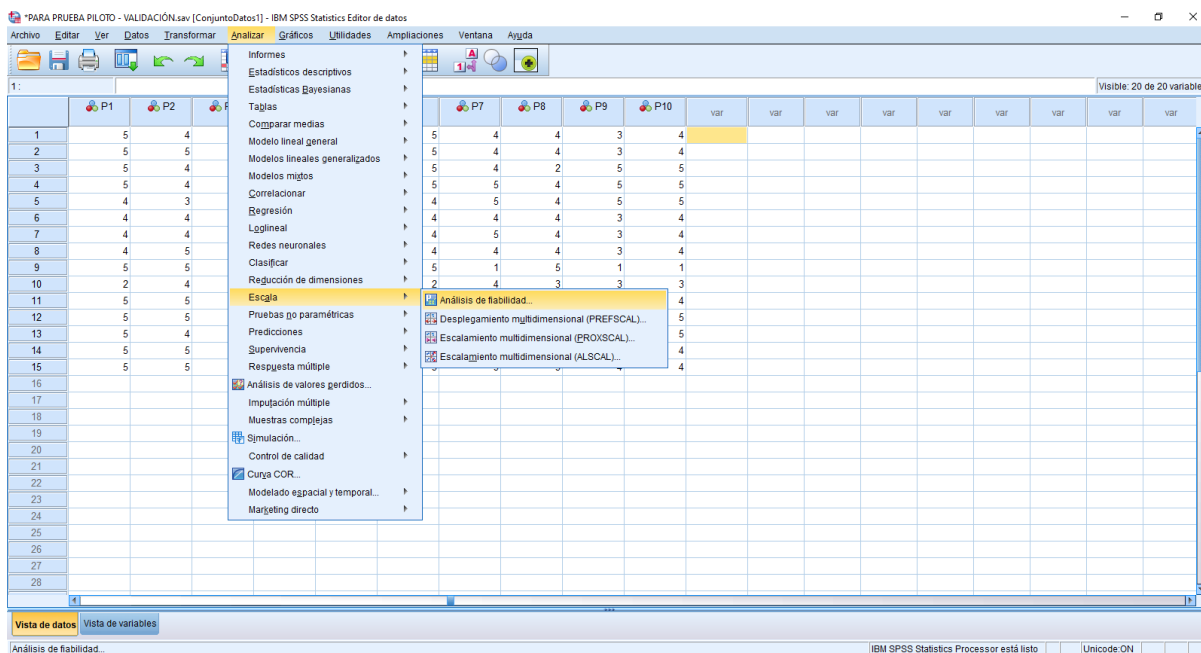 *PARA PRUEBA PILOTO - VALIDACIÓN.sav [ConjuntoDatos1] - IBM SPSS Statistics Editor de datos
Archivo Editar Ver Datos Transformar Analizar Gráficos Utilidades Ampliaciones Ventana Ayuda
1 :
Visible: 20 de 20 variable
P1 P2 P7 P8 P9 P10 var var var var var var var var
1 5 4 5 4 4 3 4
2 5 5 5 4 4 3 4
3 5 4 5 4 2 5 5
4 5 4 5 5 4 5 5
5 4 3 4 5 4 5 5
6 4 4 4 4 4 3 4
7 4 4 4 5 4 3 4
8 4 5 4 4 4 3 4
9 5 5 5 1 5 1 1
10 2 4 2 4 3 3 3
11 5 5 4
12 5 5 5
13 5 4 5
14 5 5 4
15 5 5 4
16
17
18
19
20
21
22
23
24
25
26
27
28
Informes
Estadísticos descriptivos
Estadísticas Bayesianas
Tablas
Comparar medias
Modelo lineal general
Modelos lineales generalizados
Modelos mixtos
Correlacionar
Regresión
Loglineal
Redes neuronales
Clasificar
Reducción de dimensiones
Escala
Pruebas no paramétricas
Predicciones
Supervivencia
Respuesta múltiple
Análisis de valores perdidos...
Imputación múltiple
Muestras complejas
Simulación...
Control de calidad
Curva COR...
Modelado espacial y temporal...
Marketing directo
Análisis de fiabilidad...
Desplegamiento multidimensional (PREFSCAL)...
Escalamiento multidimensional (PROXSCAL)...
Escalamiento multidimensional (ALSCAL)...
Vista de datos Vista de variables
Análisis de fiabilidad...
IBM SPSS Statistics Processor está listo
Unicode:ON